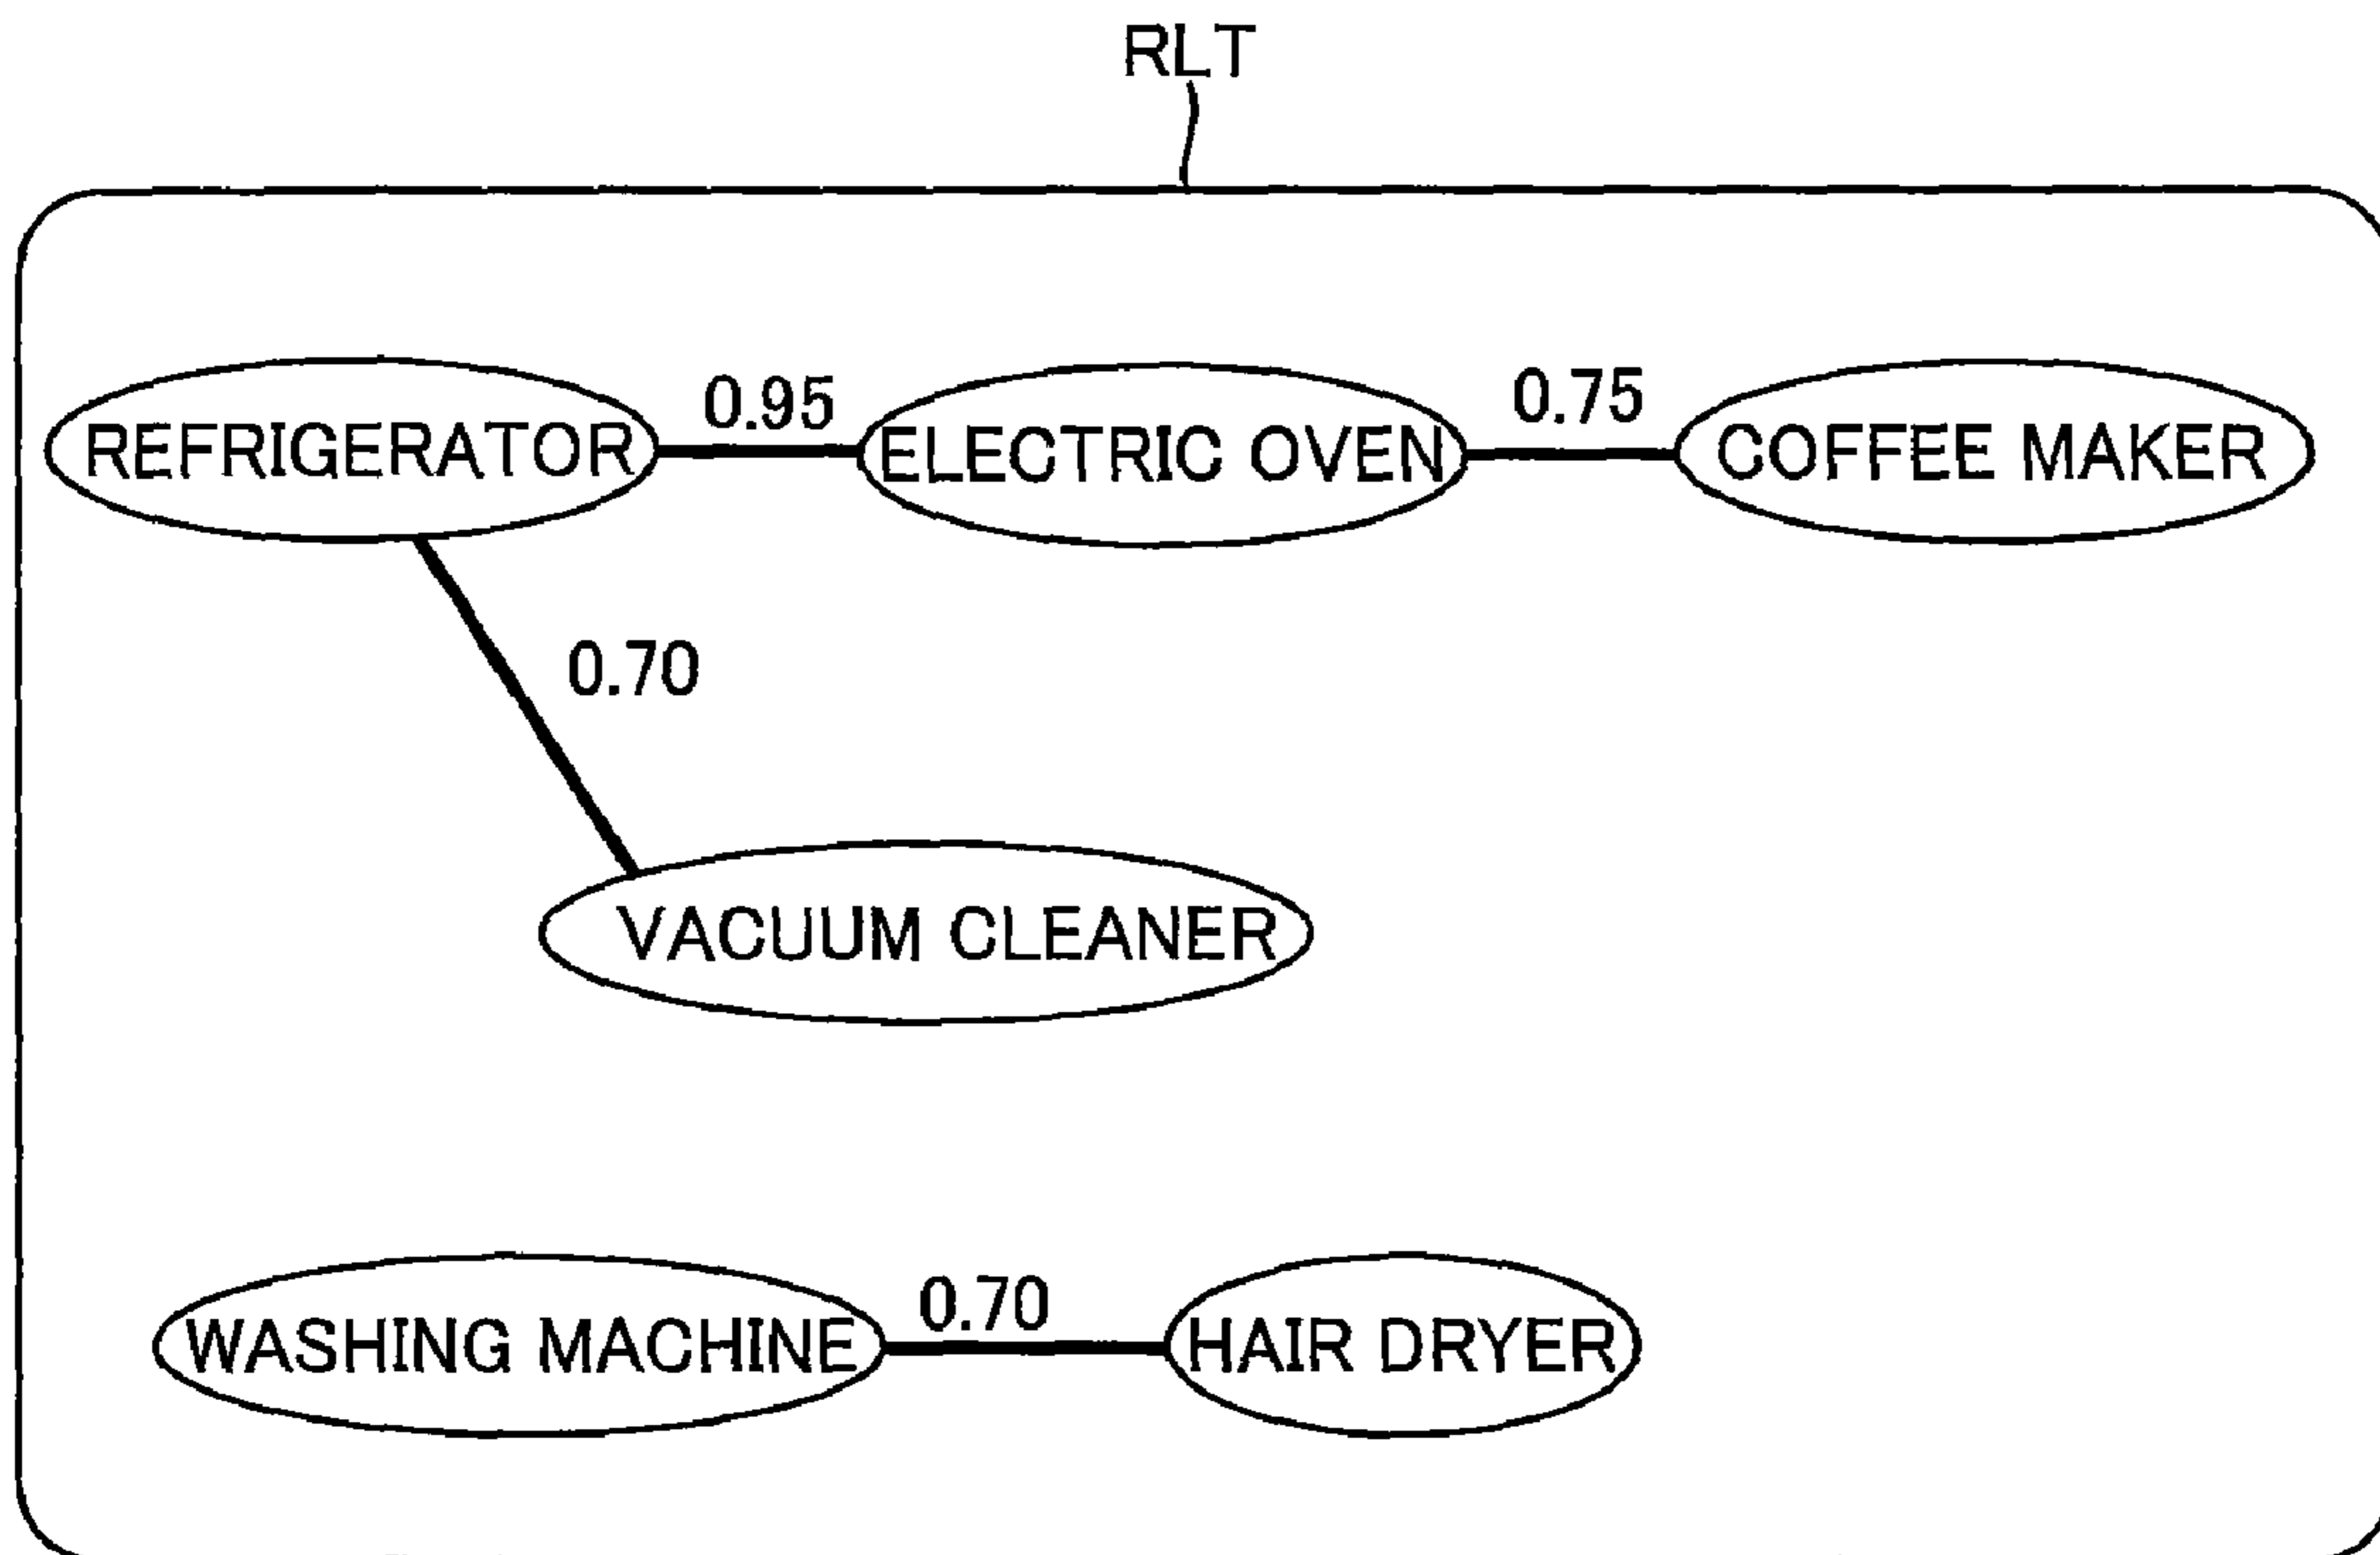 RLT
0.95
0.75
REFRIGERATOR
ELECTRIC OVEN
COFFEE MAKER
0.70
VACUUM CLEANER
0.70
WASHING MACHINE
HAIR DRYER